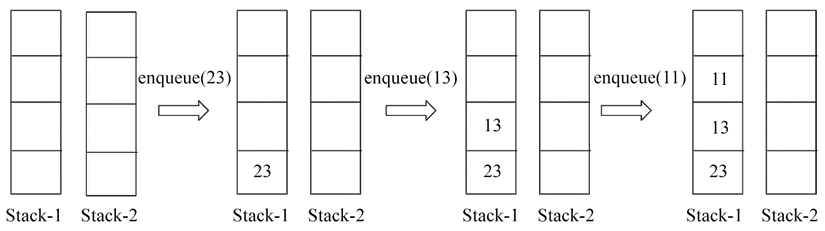 enqueue(23) enqueue(13) enqueue(11)
11
13 13
23 23 23
Stack-1 Stack-2 Stack-1 Stack-2 Stack-1 Stack-2 Stack-1 Stack-2